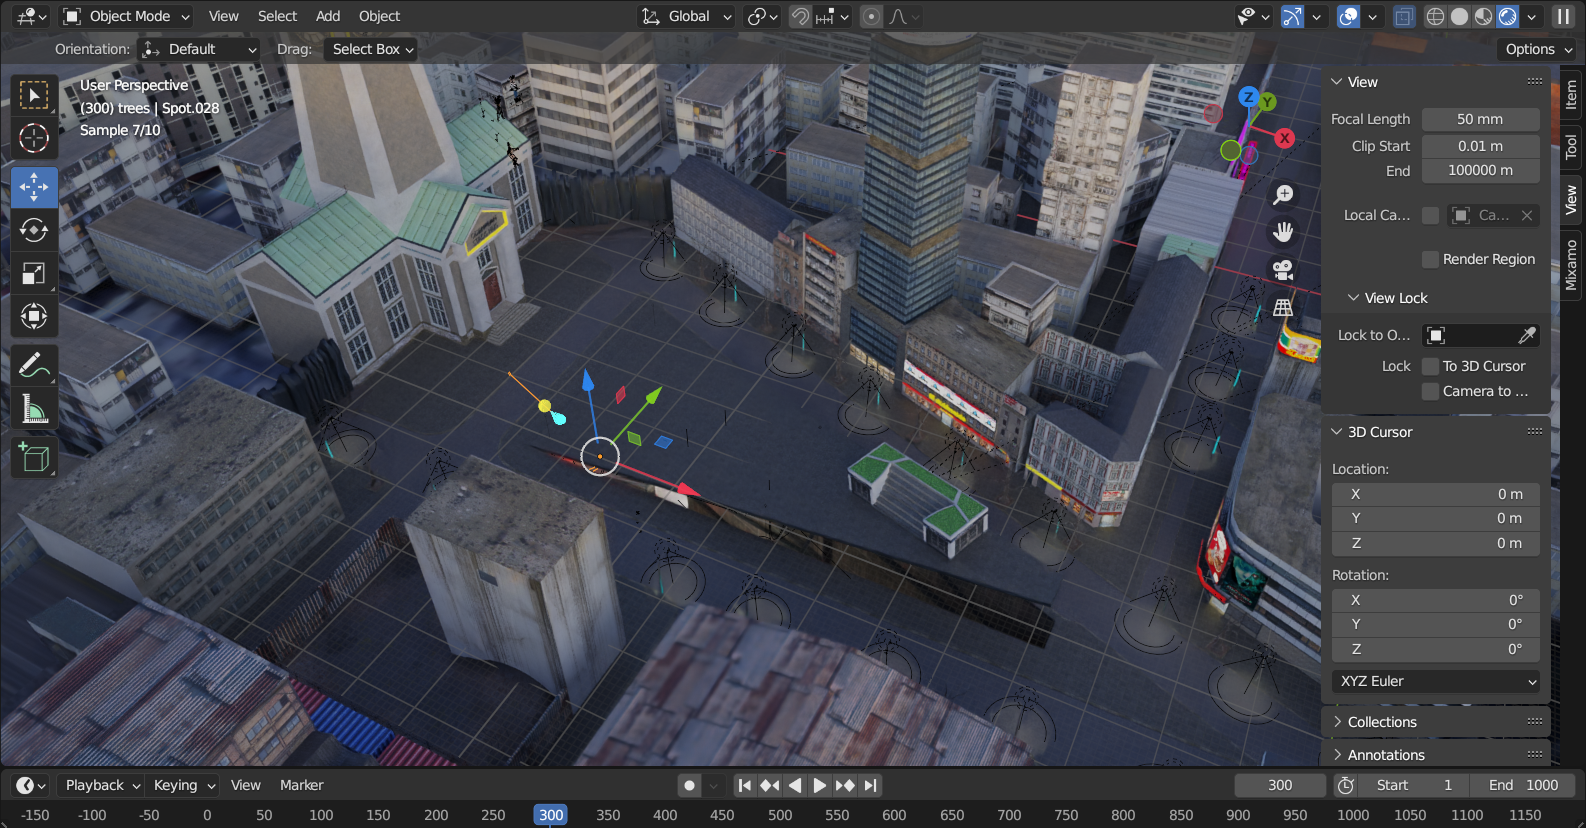 Object Mode View Select Add Object Global
Orientation: Default Drag: Select Box Options
User Perspective
(300) trees | Spot.028
Sample 7/10
Z
Y
X
View
Focal Length 50 mm
Clip Start 0.01 m
End 100000 m
Local Ca... Ca...
Render Region
View Lock
Lock to O...
Lock To 3D Cursor
Camera to ...
3D Cursor
Location:
X 0 m
Y 0 m
Z 0 m
Rotation:
X 0°
Y 0°
Z 0°
XYZ Euler
Collections
Annotations
Item
Tool
View
Mixamo
Playback Keying View Marker 300 Start 1 End 1000
-150 -100 -50 0 50 100 150 200 250 300 350 400 450 500 550 600 650 700 750 800 850 900 950 1000 1050 1100 1150